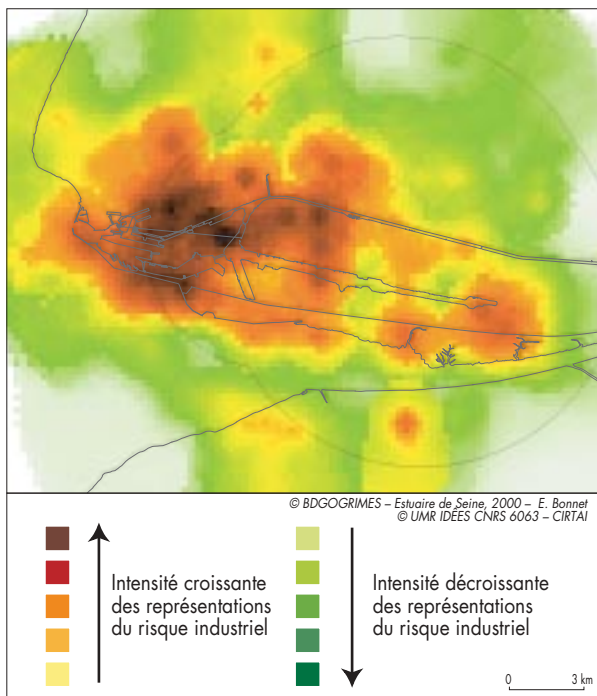 © BDGOGRIMES – Estuaire de Seine, 2000 – E. Bonnet
© UMR IDÉES CNRS 6063 – CIRTAI
Intensité croissante
des représentations
du risque industriel
Intensité décroissante
des représentations
du risque industriel
0 3 km